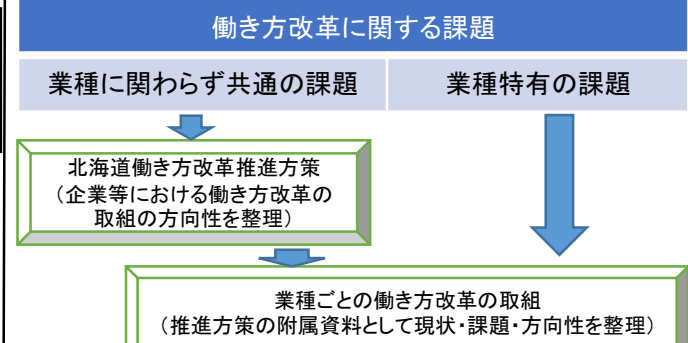 働き方改革に関する課題
業種に関わらず共通の課題
業種特有の課題
北海道働き方改革推進方策
（企業等における働き方改革の
取組の方向性を整理）
業種ごとの働き方改革の取組
（推進方策の附属資料として現状・課題・方向性を整理）